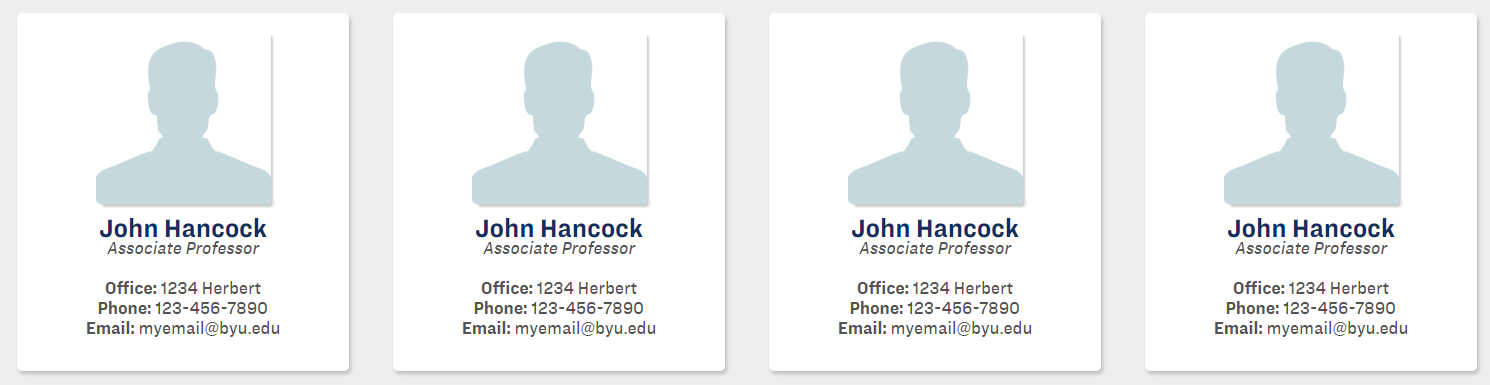 John Hancock
Associate Professor
Office: 1234 Herbert
Phone: 123-456-7890
Email: myemail@byu.edu
John Hancock
Associate Professor
Office: 1234 Herbert
Phone: 123-456-7890
Email: myemail@byu.edu
John Hancock
Associate Professor
Office: 1234 Herbert
Phone: 123-456-7890
Email: myemail@byu.edu
John Hancock
Associate Professor
Office: 1234 Herbert
Phone: 123-456-7890
Email: myemail@byu.edu